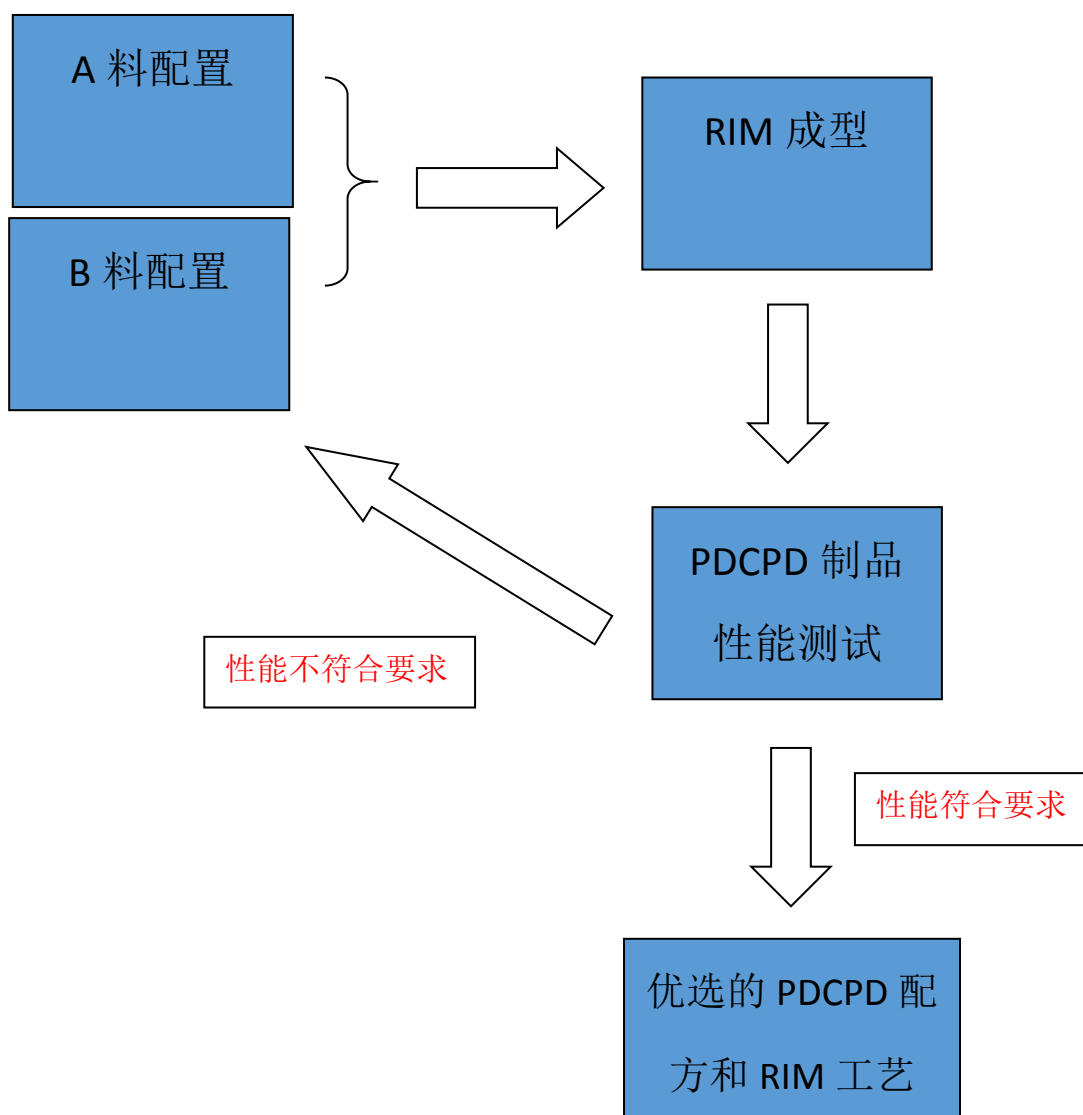 A 料配置
RIM 成型
B 料配置
PDCPD 制品
性能测试
性能不符合要求
性能符合要求
优选的 PDCPD 配
方和 RIM 工艺